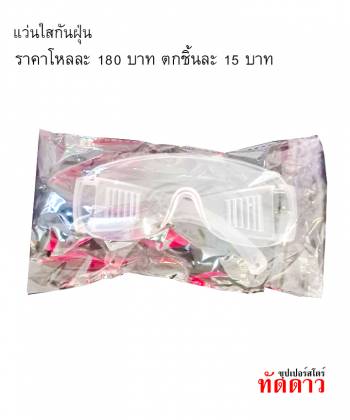 แว่นใสกันฝุ่น
ราคาโหลละ 180 บาท ตกชิ้นละ 15 บาท
ซุปเปอร์สโตร์
ทัดดาว